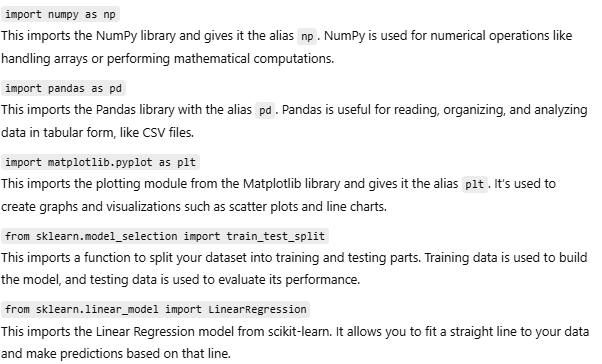 import numpy as np
This imports the NumPy library and gives it the alias np. NumPy is used for numerical operations like
handling arrays or performing mathematical computations.
import pandas as pd
This imports the Pandas library with the alias pd. Pandas is useful for reading, organizing, and analyzing
data in tabular form, like CSV files.
import matplotlib.pyplot as plt
This imports the plotting module from the Matplotlib library and gives it the alias plt. It's used to
create graphs and visualizations such as scatter plots and line charts.
from sklearn.model_selection import train_test_split
This imports a function to split your dataset into training and testing parts. Training data is used to build
the model, and testing data is used to evaluate its performance.
from sklearn.linear_model import LinearRegression
This imports the Linear Regression model from scikit-learn. It allows you to fit a straight line to your data
and make predictions based on that line.